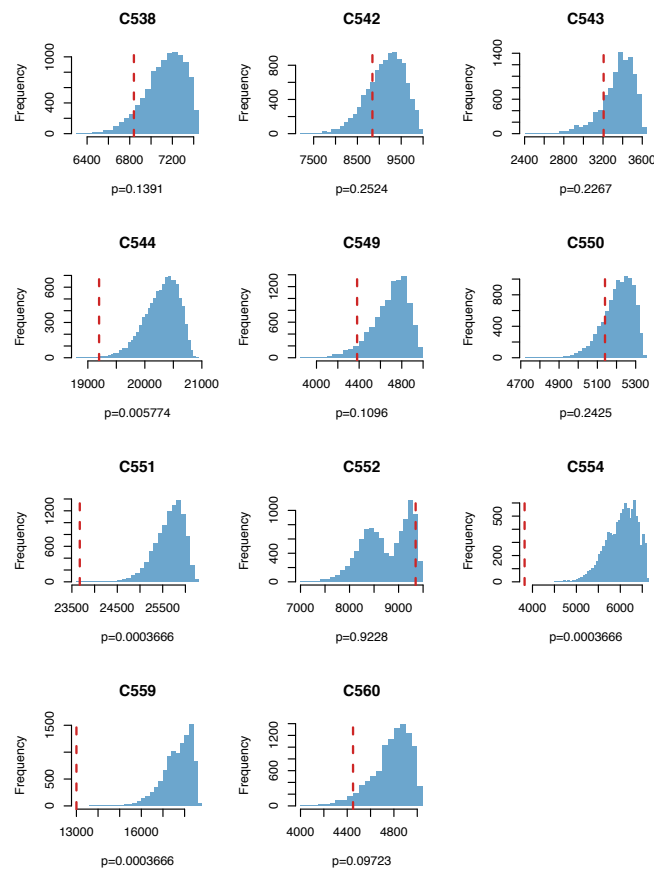 C538
Frequency
0 400 1000
6400 6800 7200
p=0.1391
C542
Frequency
0 400 800
7500 8500 9500
p=0.2524
C543
Frequency
0 600 1400
2400 2800 3200 3600
p=0.2267
C544
Frequency
0 300 600
19000 20000 21000
p=0.005774
C549
Frequency
0 600 1200
4000 4400 4800
p=0.1096
C550
Frequency
0 400 800
4700 4900 5100 5300
p=0.2425
C551
Frequency
0 600 1200
23500 24500 25500
p=0.0003666
C552
Frequency
0 400 1000
7000 8000 9000
p=0.9228
C554
Frequency
0 200 500
4000 5000 6000
p=0.0003666
C559
Frequency
0 500 1500
13000 16000
p=0.0003666
C560
Frequency
0 600 1200
4000 4400 4800
p=0.09723